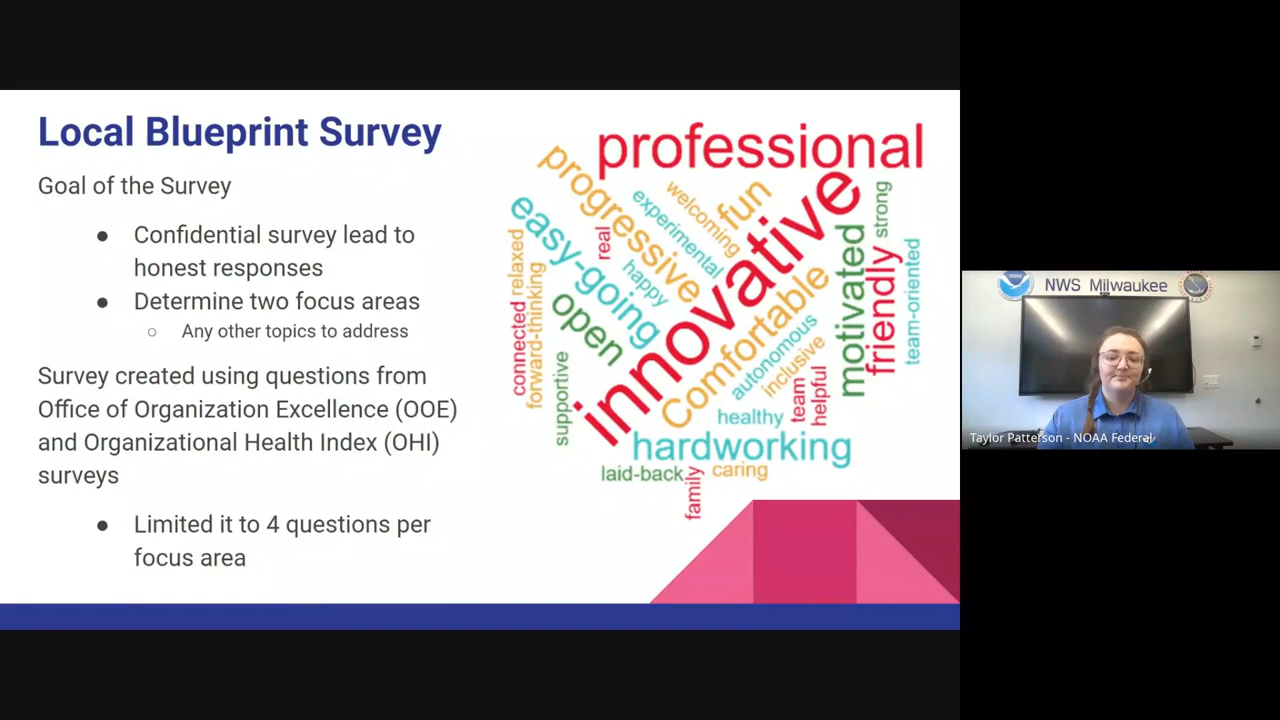 Local Blueprint Survey
Goal of the Survey
● Confidential survey lead to
honest responses
● Determine two focus areas
○ Any other topics to address
Survey created using questions from
Office of Organization Excellence (OOE)
and Organizational Health Index (OHI)
surveys
● Limited it to 4 questions per
focus area
professional
progressive
welcoming
fun
experimental
easy-going
real
innovative
strong
relaxed
happy
motivated
friendly
team-oriented
forward-thinking
connected
open
Comfortable
autonomous
inclusive
supportive
team
helpful
healthy
hardworking
laid-back
caring
family
NWS Milwaukee
Taylor Patterson - NOAA Federal